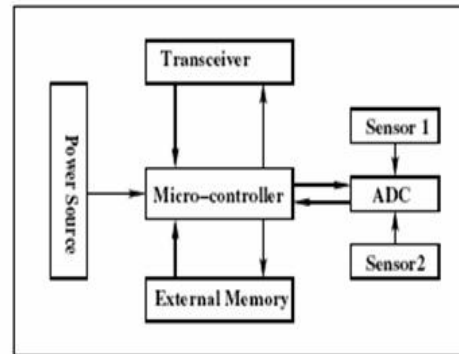 Transceiver
Power Source
Sensor 1
Micro-controller
ADC
Sensor2
External Memory